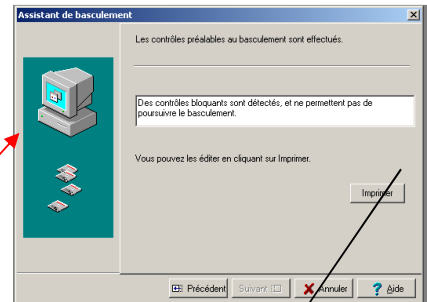 Assistant de basculement
Les contrôles préalables au basculement sont effectués.
Des contrôles bloquants sont détectés, et ne permettent pas de
poursuivre le basculement.
Vous pouvez les éditer en cliquant sur Imprimer.
Imprimer
Précédent Suivant Annuler ? Aide